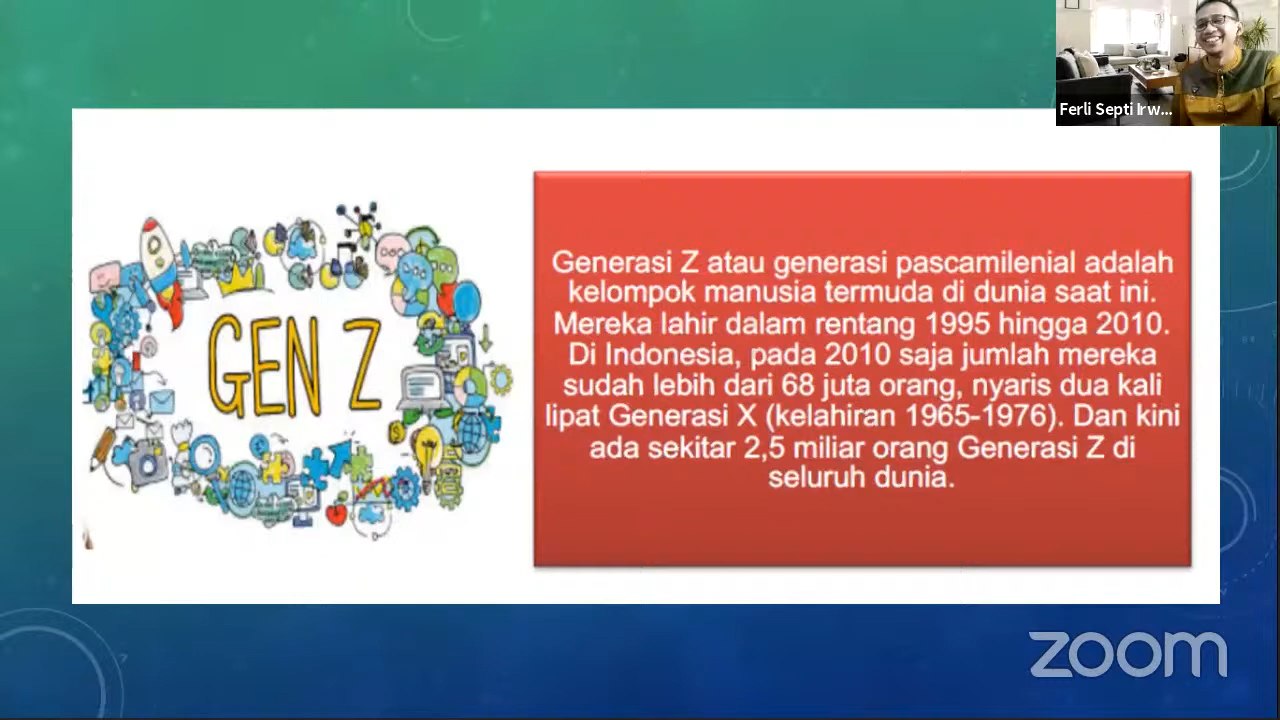 Ferli Septi Irw...
GEN Z
Generasi Z atau generasi pascamilenial adalah
kelompok manusia termuda di dunia saat ini.
Mereka lahir dalam rentang 1995 hingga 2010.
Di Indonesia, pada 2010 saja jumlah mereka
sudah lebih dari 68 juta orang, nyaris dua kali
lipat Generasi X (kelahiran 1965-1976). Dan kini
ada sekitar 2,5 miliar orang Generasi Z di
seluruh dunia.
zoom